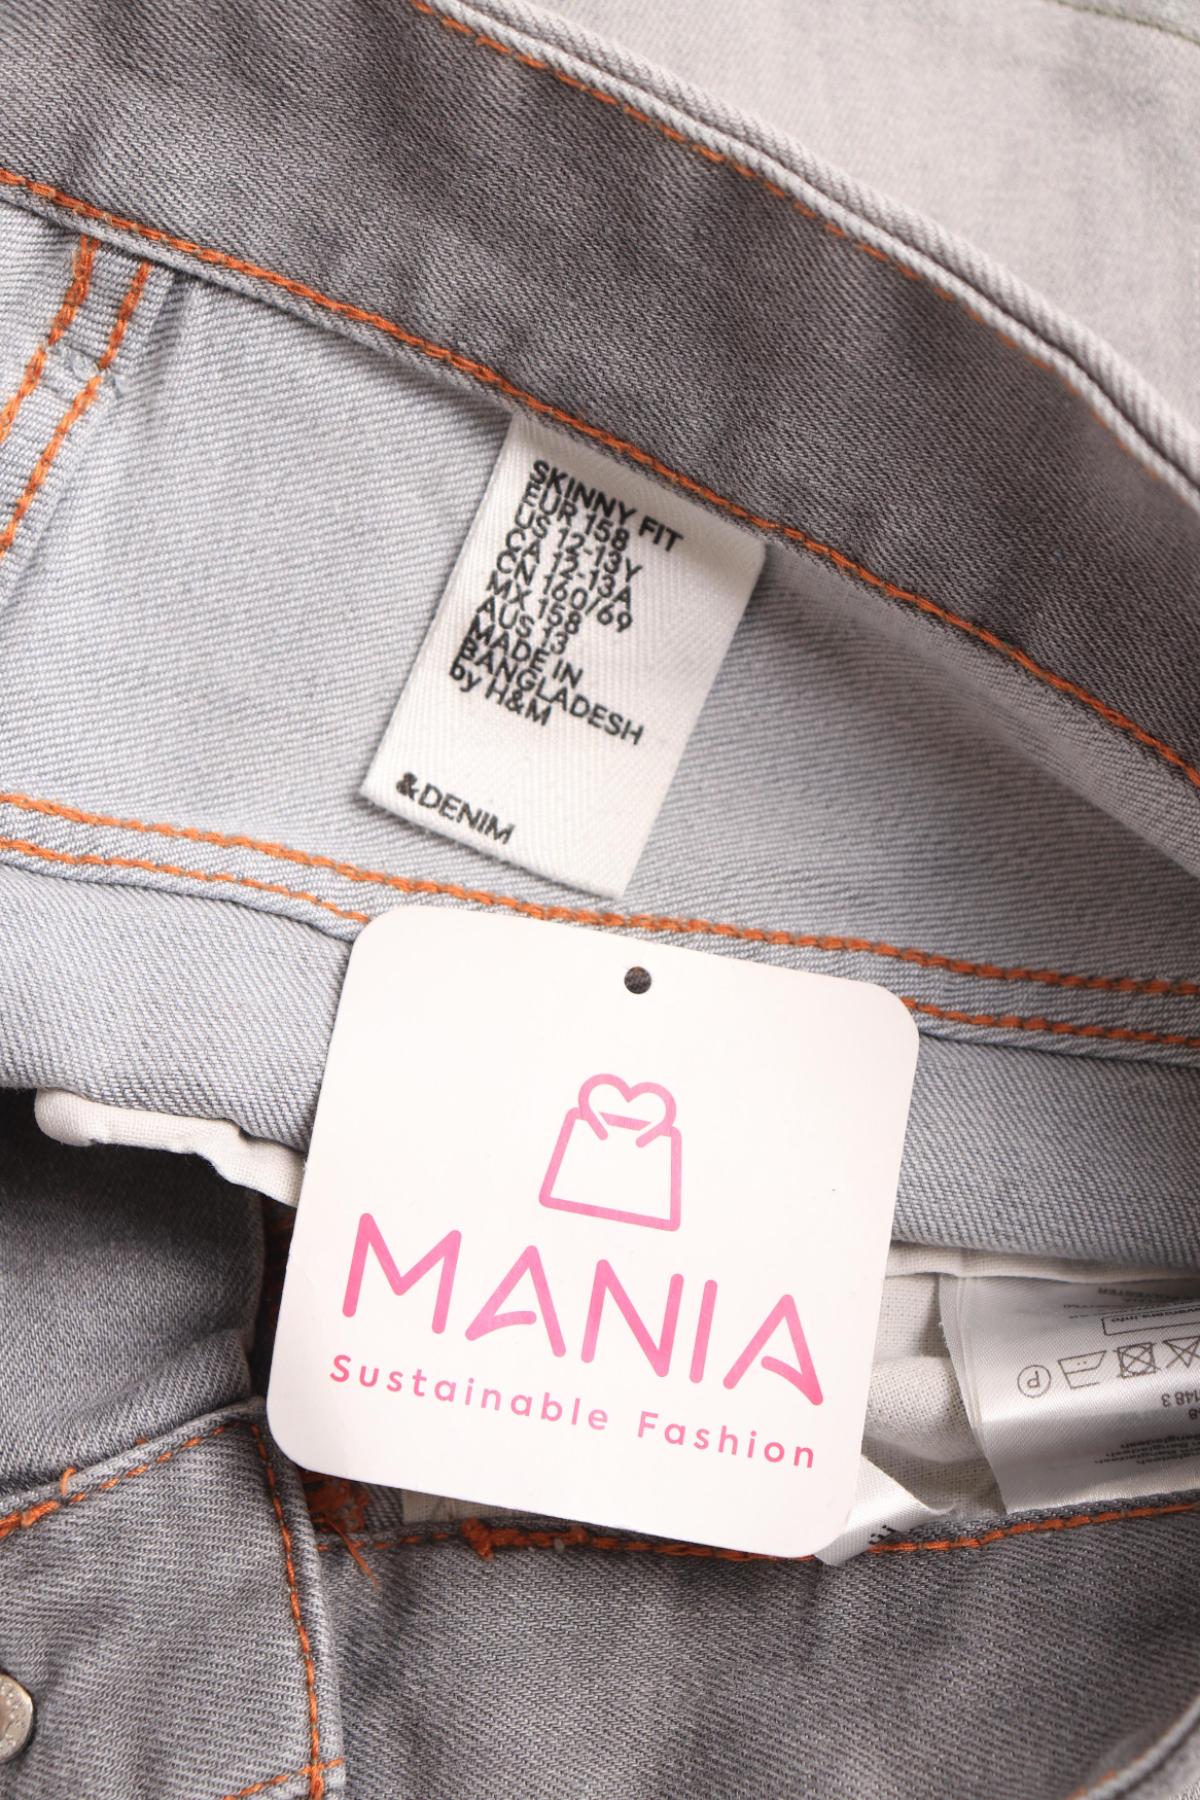 SKINNY FIT
EUR 158
US 12-13Y
CA 12-13A
CN 160/69
MX 158
AUS 13
MADE IN
BANGLADESH
by H&M
&DENIM
MANIA
Sustainable Fashion